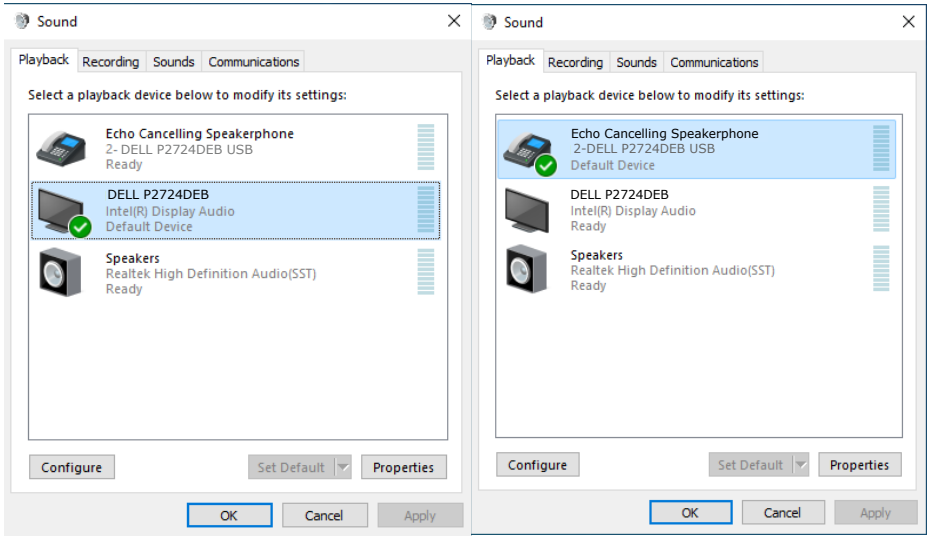 Sound
Playback Recording Sounds Communications
Select a playback device below to modify its settings:
Echo Cancelling Speakerphone
2- DELL P2724DEB USB
Ready
DELL P2724DEB
Intel(R) Display Audio
Default Device
Speakers
Realtek High Definition Audio(SST)
Ready
Configure Set Default Properties
OK Cancel Apply
Sound
Playback Recording Sounds Communications
Select a playback device below to modify its settings:
Echo Cancelling Speakerphone
2-DELL P2724DEB USB
Default Device
DELL P2724DEB
Intel(R) Display Audio
Ready
Speakers
Realtek High Definition Audio(SST)
Ready
Configure Set Default Properties
OK Cancel Apply